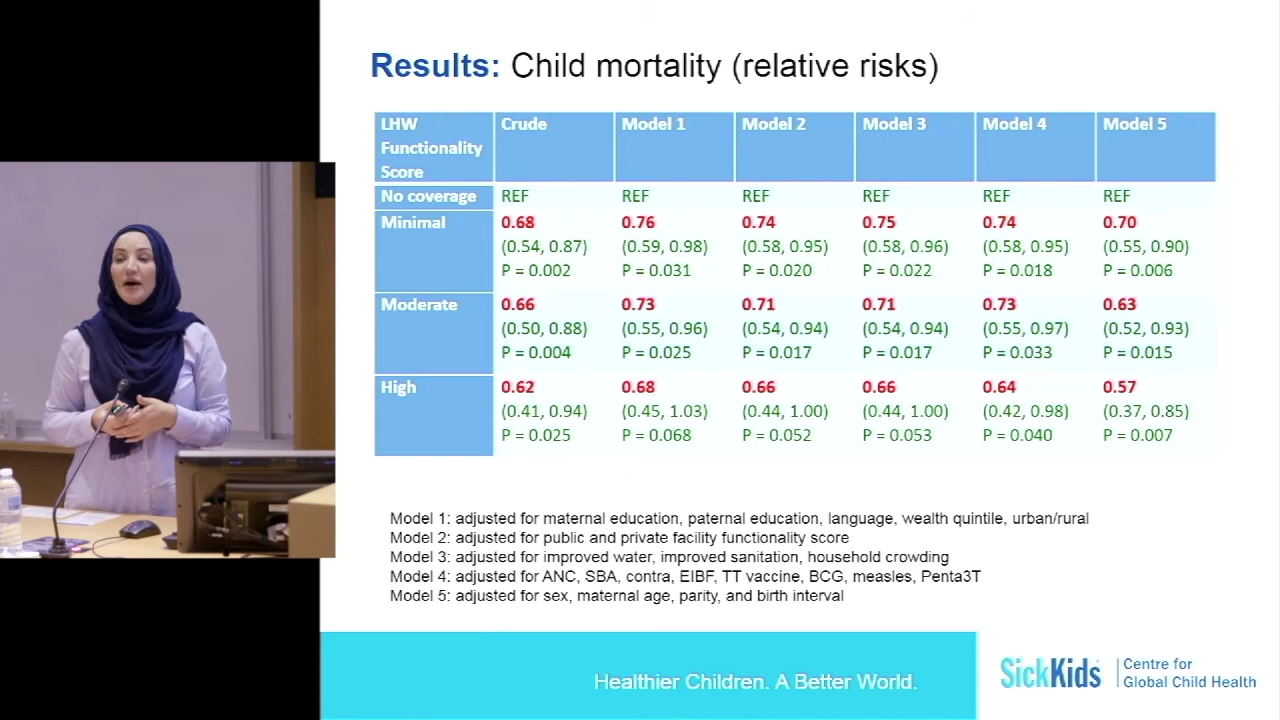 Results: Child mortality (relative risks)
LHW Functionality Score Crude Model 1 Model 2 Model 3 Model 4 Model 5
No coverage REF REF REF REF REF REF
Minimal 0.68 0.76 0.74 0.75 0.74 0.70
(0.54, 0.87) (0.59, 0.98) (0.58, 0.95) (0.58, 0.96) (0.58, 0.95) (0.55, 0.90)
P = 0.002 P = 0.031 P = 0.020 P = 0.022 P = 0.018 P = 0.006
Moderate 0.66 0.73 0.71 0.71 0.73 0.63
(0.50, 0.88) (0.55, 0.96) (0.54, 0.94) (0.54, 0.94) (0.55, 0.97) (0.52, 0.93)
P = 0.004 P = 0.025 P = 0.017 P = 0.017 P = 0.033 P = 0.015
High 0.62 0.68 0.66 0.66 0.64 0.57
(0.41, 0.94) (0.45, 1.03) (0.44, 1.00) (0.44, 1.00) (0.42, 0.98) (0.37, 0.85)
P = 0.025 P = 0.068 P = 0.052 P = 0.053 P = 0.040 P = 0.007
Model 1: adjusted for maternal education, paternal education, language, wealth quintile, urban/rural
Model 2: adjusted for public and private facility functionality score
Model 3: adjusted for improved water, improved sanitation, household crowding
Model 4: adjusted for ANC, SBA, contra, EIBF, TT vaccine, BCG, measles, Penta3T
Model 5: adjusted for sex, maternal age, parity, and birth interval
Healthier Children. A Better World.
SickKids Centre for
Global Child Health